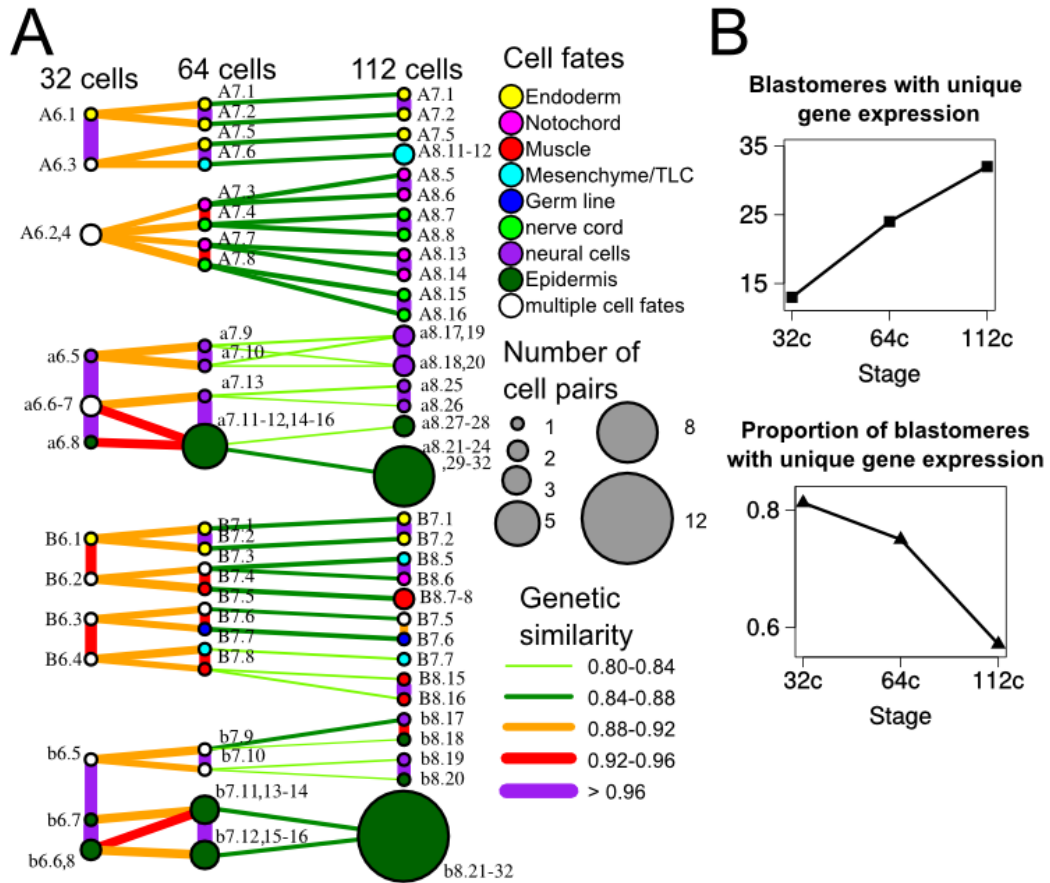 A
32 cells
64 cells
112 cells
A6.1
A6.3
A6.2,4
a6.5
a6.6-7
a6.8
B6.1
B6.2
B6.3
B6.4
b6.5
b6.7
b6.6,8
A7.1
A7.2
A7.5
A7.6
A7.3
A7.4
A7.7
A7.8
a7.9
a7.10
a7.13
a7.11-12,14-16
B7.1
B7.2
B7.3
B7.4
B7.5
B7.6
B7.7
B7.8
b7,9
b7.10
b7.11,13-14
b7.12,15-16
A7.1
A7.2
A7.5
A8.11-12
A8.5
A8.6
A8.7
A8.8
A8.13
A8.14
A8.15
A8.16
a8.17,19
a8.18,20
a8.25
a8.26
a8.27-28
a8.21-24
,29-32
B7.1
B7.2
B8.5
B8.6
B8.7-8
B7.5
B7.6
B7.7
B8.15
B8.16
b8.17
b8.18
b8.19
b8.20
b8.21-32
Cell fates
Endoderm
Notochord
Muscle
Mesenchyme/TLC
Germ line
nerve cord
neural cells
Epidermis
multiple cell fates
Number of
cell pairs
1
2
3
5
8
12
Genetic
similarity
0.80-0.84
0.84-0.88
0.88-0.92
0.92-0.96
> 0.96
B
Blastomeres with unique
gene expression
35
25
15
32c
64c
112c
Stage
Proportion of blastomeres
with unique gene expression
0.8
0.6
32c
64c
112c
Stage